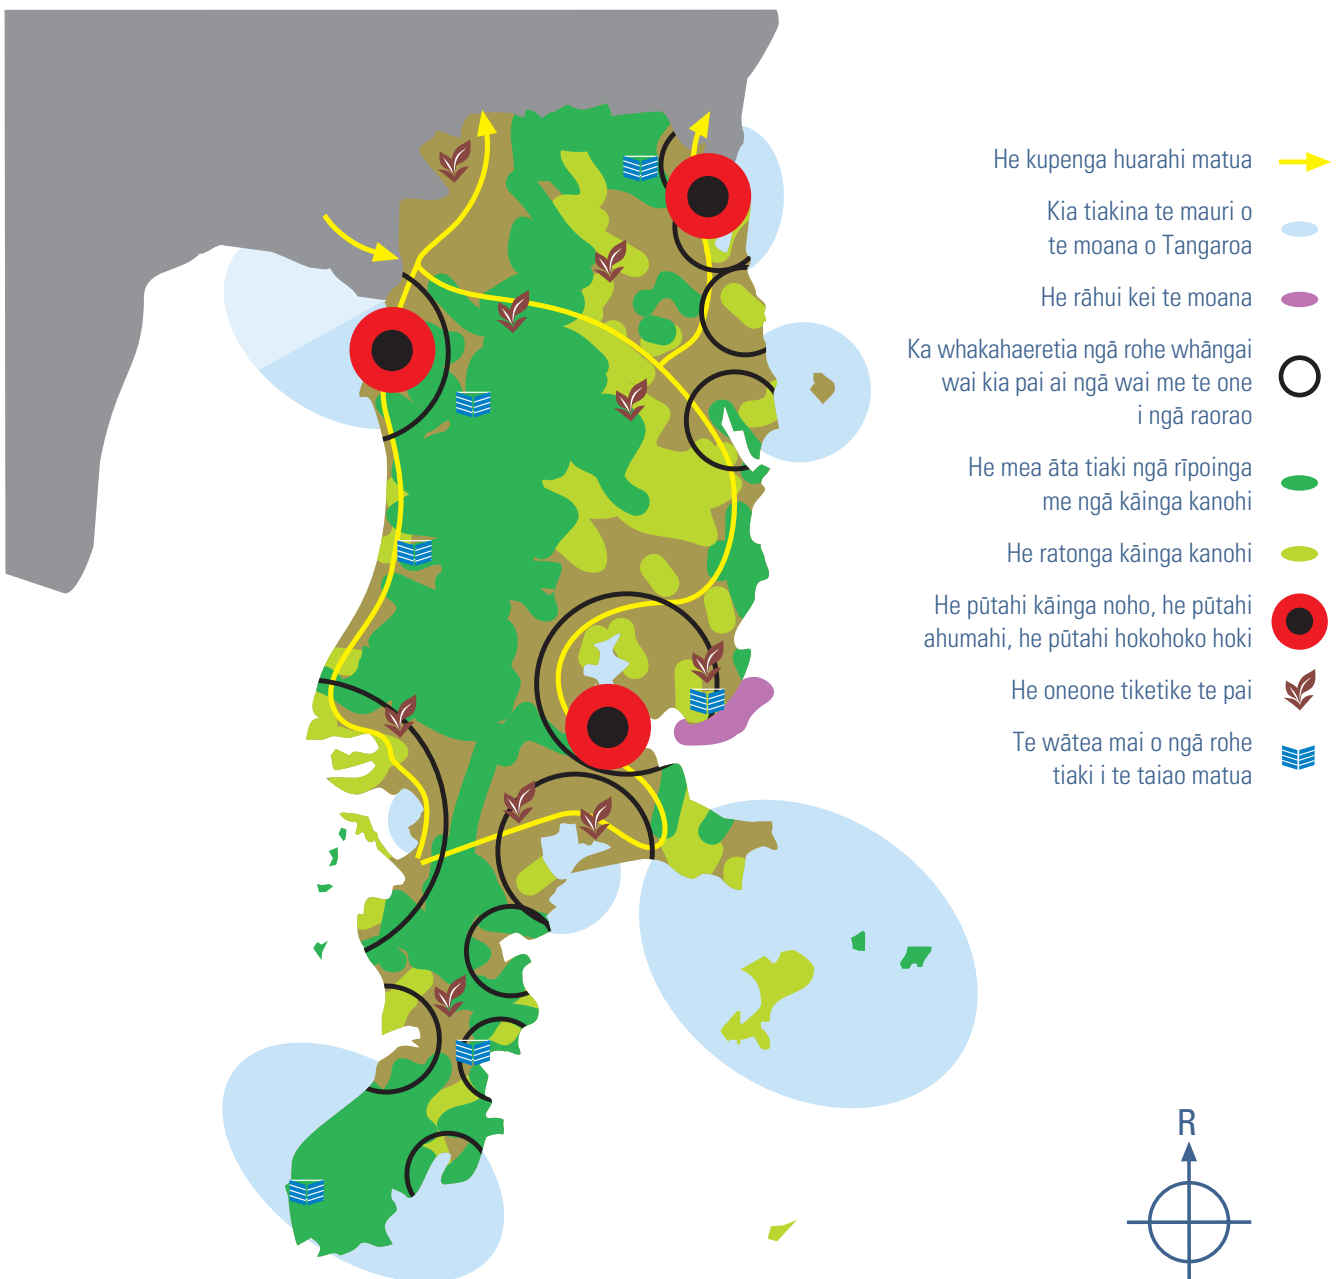 He kupenga huarahi matua
Kia tiakina te mauri o
te moana o Tangaroa
He rāhui kei te moana
Ka whakahaeretia ngā rohe whāngai
wai kia pai ai ngā wai me te one
i ngā raorao
He mea āta tiaki ngā rīpoinga
me ngā kāinga kanohi
He ratonga kāinga kanohi
He pūtahi kāinga noho, he pūtahi
ahumahi, he pūtahi hokohoko hoki
He oneone tiketike te pai
Te wātea mai o ngā rohe
tiaki i te taiao matua
R